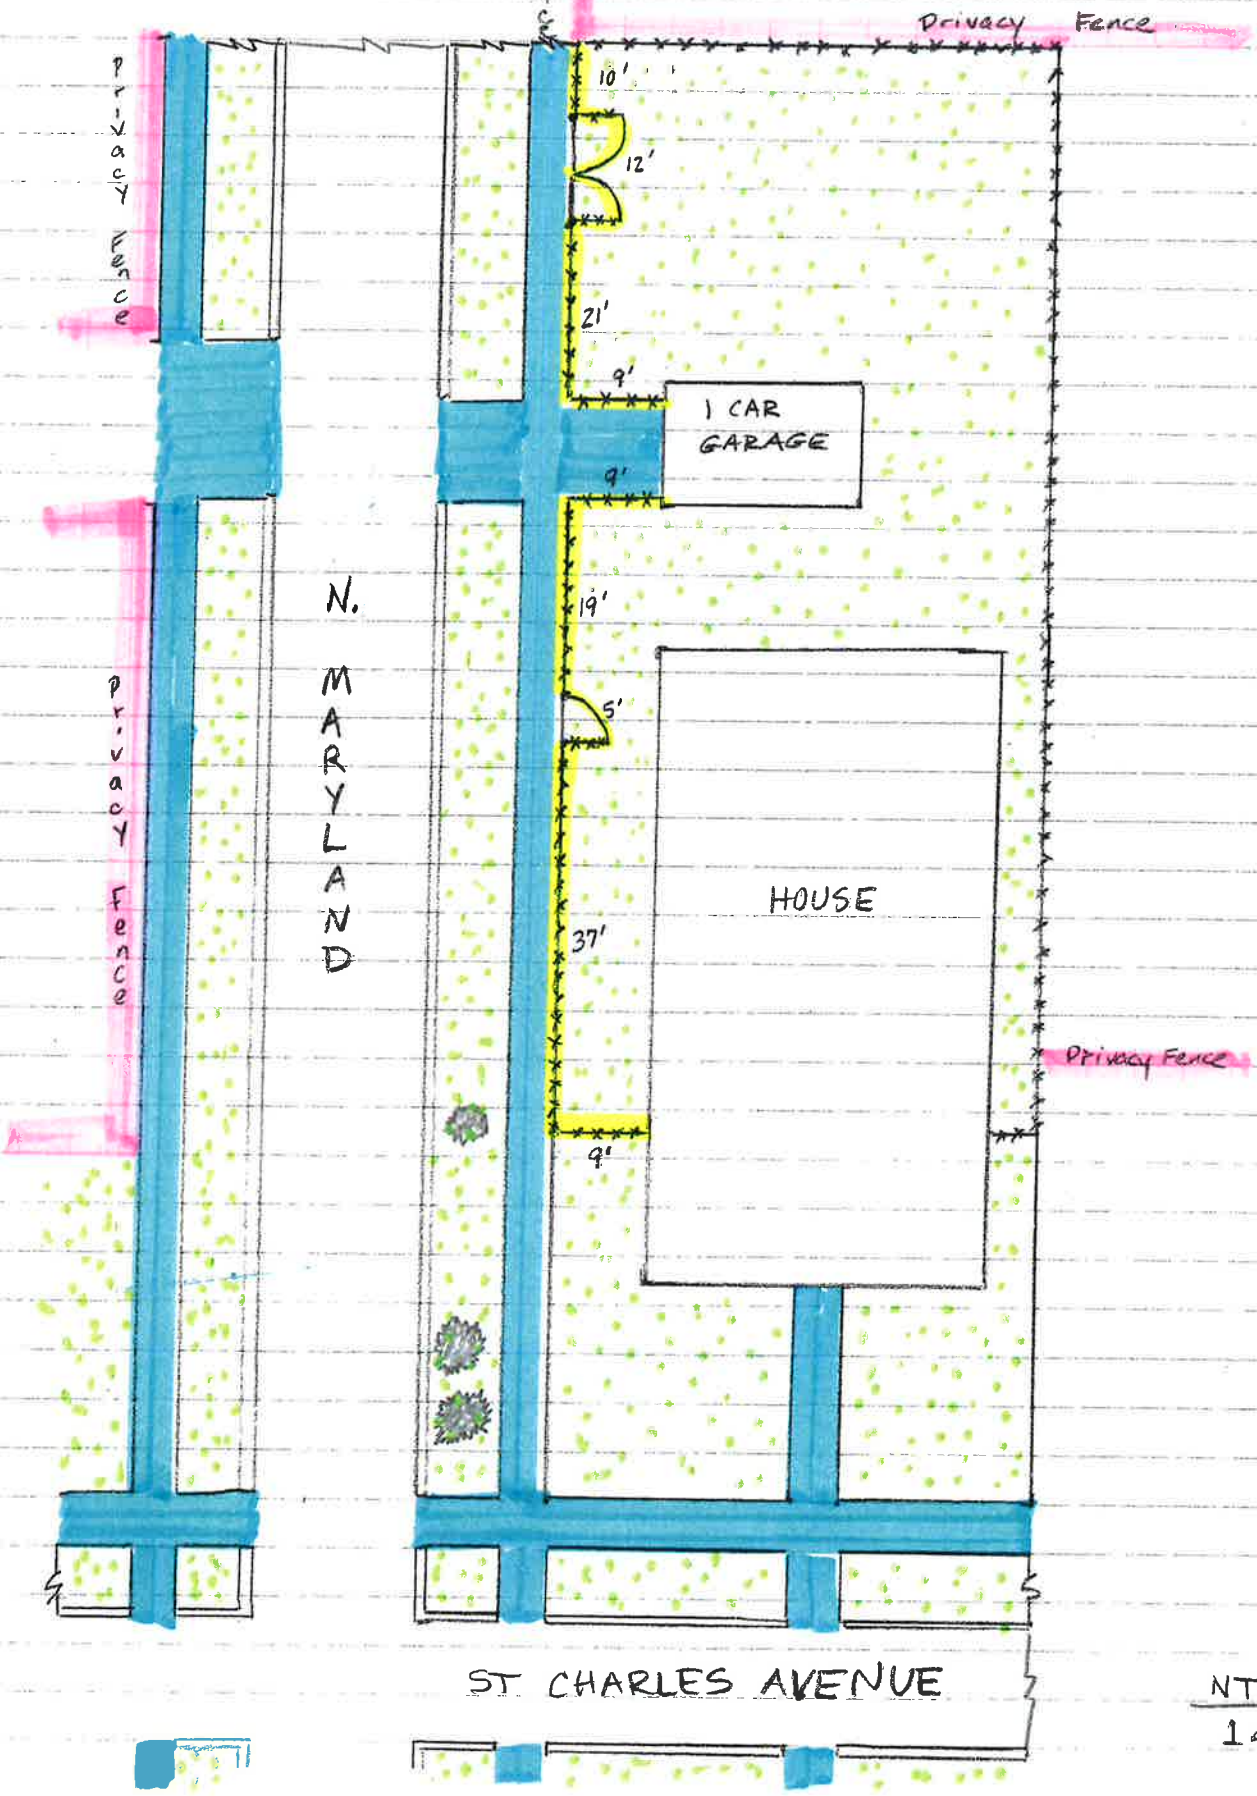 Privacy Fence
Privacy Fence
10'
12'
21'
9'
1 CAR
GARAGE
9'
N. MARYLAND
19'
5'
Privacy Fence
HOUSE
37'
Privacy Fence
9'
ST CHARLES AVENUE